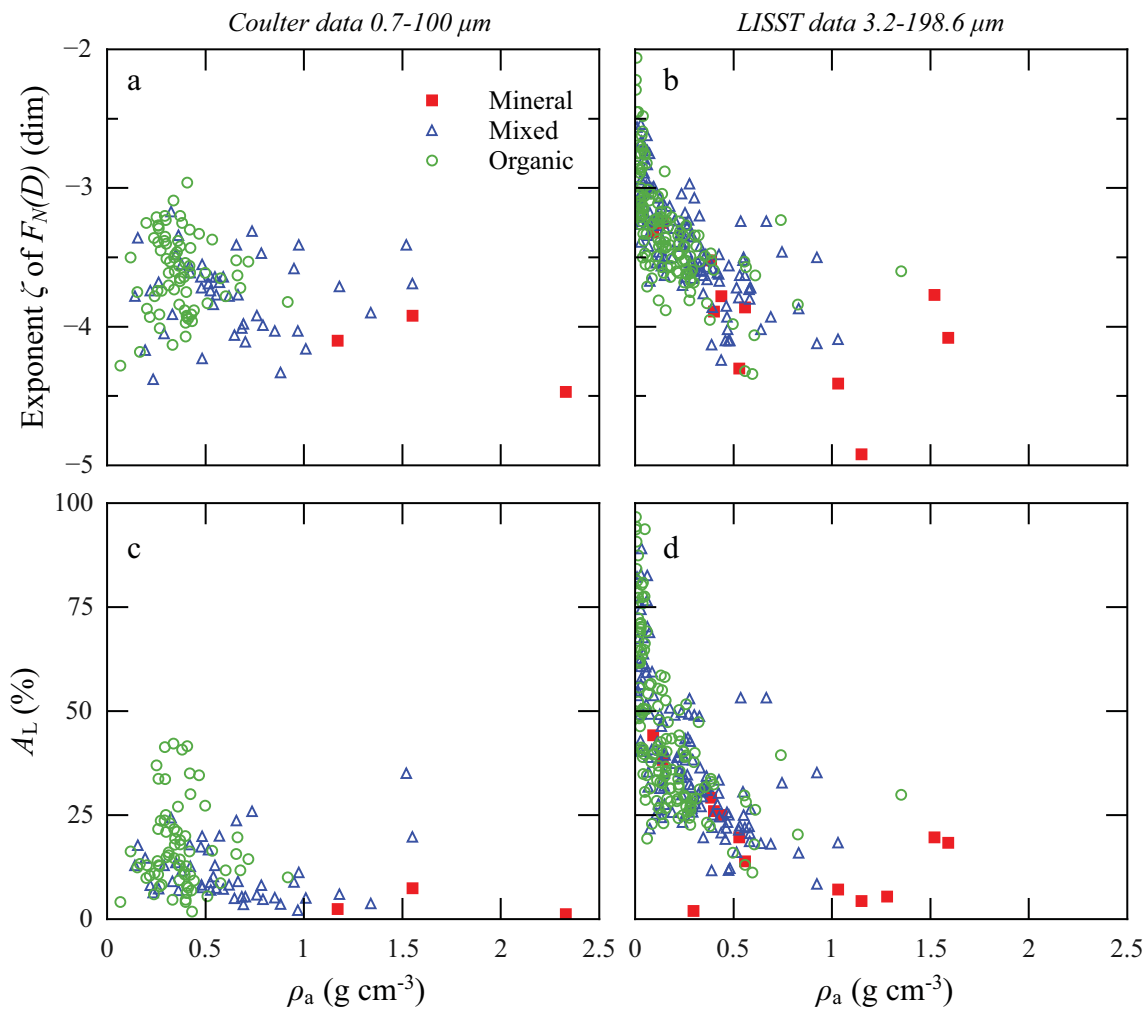 Coulter data 0.7-100 μm
LISST data 3.2-198.6 μm
Exponent ζ of F_N(D) (dim)
−2
−3
−4
−5
a
Mineral
Mixed
Organic
b
A_L (%)
100
75
50
25
0
c
d
0 0.5 1 1.5 2 2.5
0 0.5 1 1.5 2 2.5
ρ_a (g cm⁻³)
ρ_a (g cm⁻³)